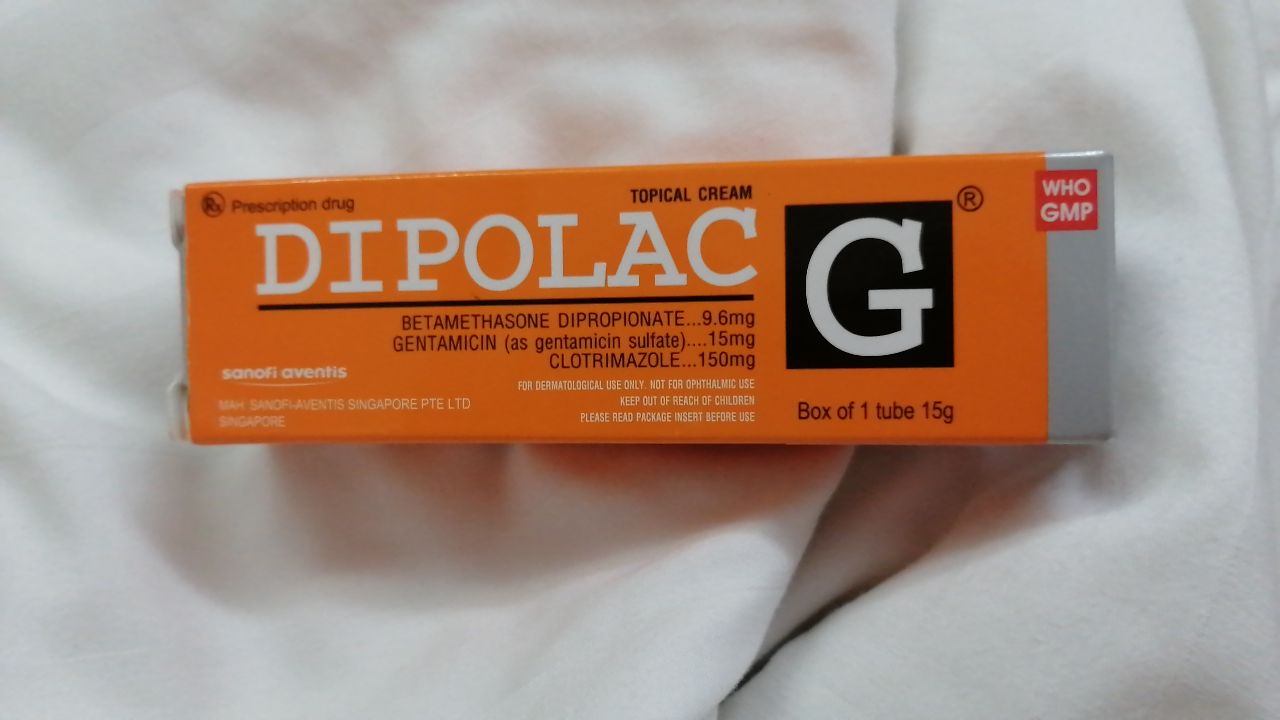 Rx Prescription drug
TOPICAL CREAM
DIPOLAC G ®
BETAMETHASONE DIPROPIONATE...9.6mg
GENTAMICIN (as gentamicin sulfate)....15mg
CLOTRIMAZOLE...150mg
FOR DERMATOLOGICAL USE ONLY. NOT FOR OPHTHALMIC USE
KEEP OUT OF REACH OF CHILDREN
PLEASE READ PACKAGE INSERT BEFORE USE
sanofi aventis
MAH: SANOFI-AVENTIS SINGAPORE PTE LTD
SINGAPORE
Box of 1 tube 15g
WHO
GMP